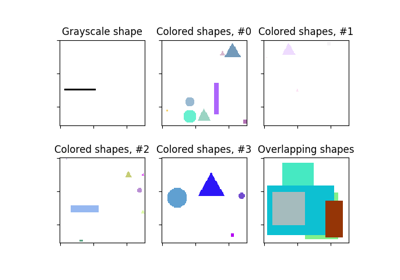 Grayscale shape
Colored shapes, #0
Colored shapes, #1
Colored shapes, #2
Colored shapes, #3
Overlapping shapes